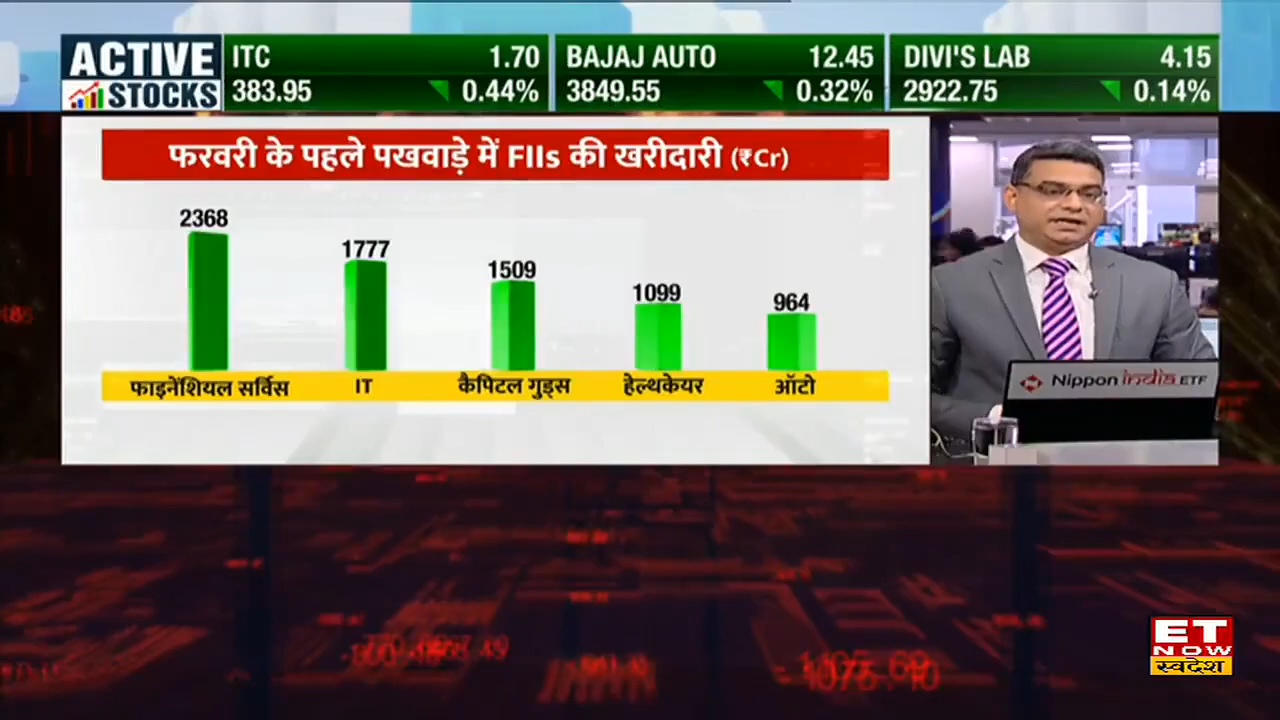 ACTIVE STOCKS
ITC 1.70
383.95 0.44%
BAJAJ AUTO 12.45
3849.55 0.32%
DIVI'S LAB 4.15
2922.75 0.14%
फरवरी के पहले पखवाड़े में FIIs की खरीदारी (₹Cr)
2368
1777
1509
1099
964
फाइनेंशियल सर्विस
IT
कैपिटल गुड्स
हेल्थकेयर
ऑटो
Nippon india ETF
ET
NOW
स्वदेश